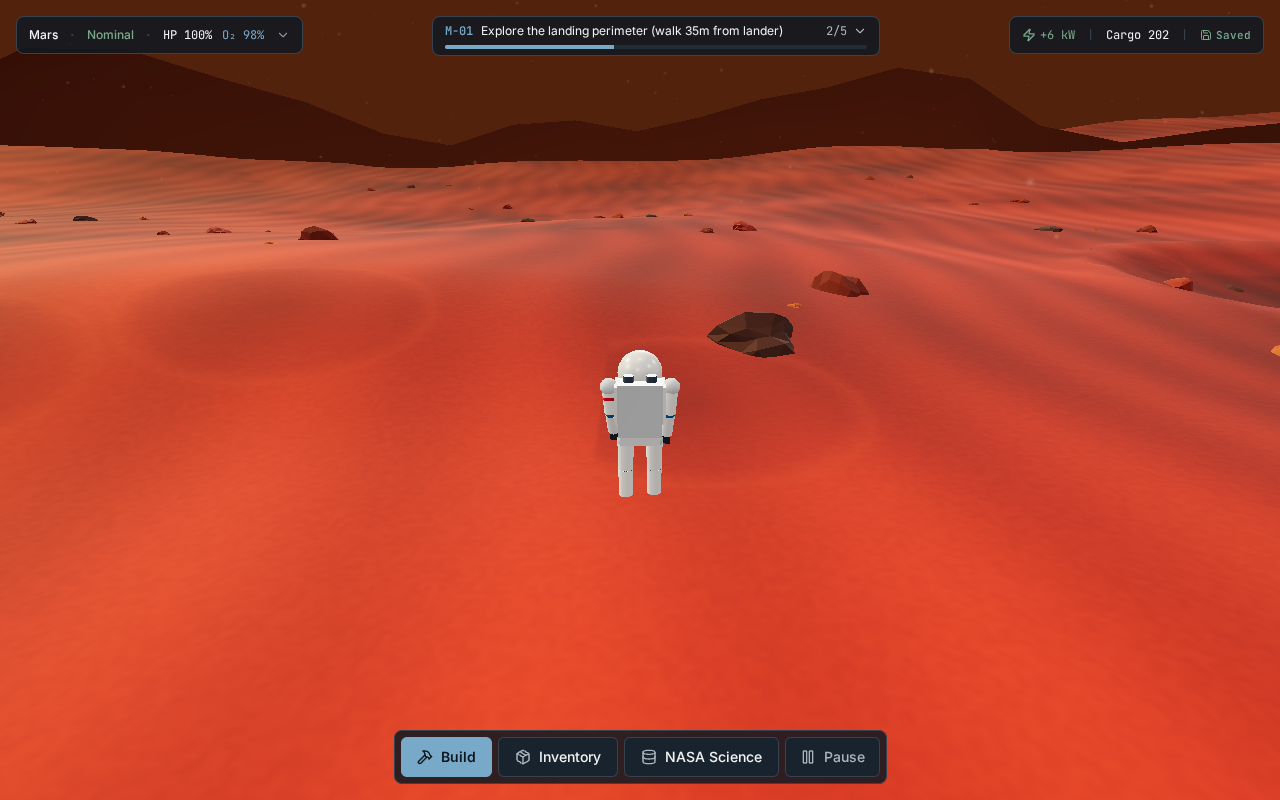 Mars · Nominal · HP 100% O₂ 98%
M-01 Explore the landing perimeter (walk 35m from lander) 2/5
+6 kW Cargo 202 Saved
Build Inventory NASA Science Pause